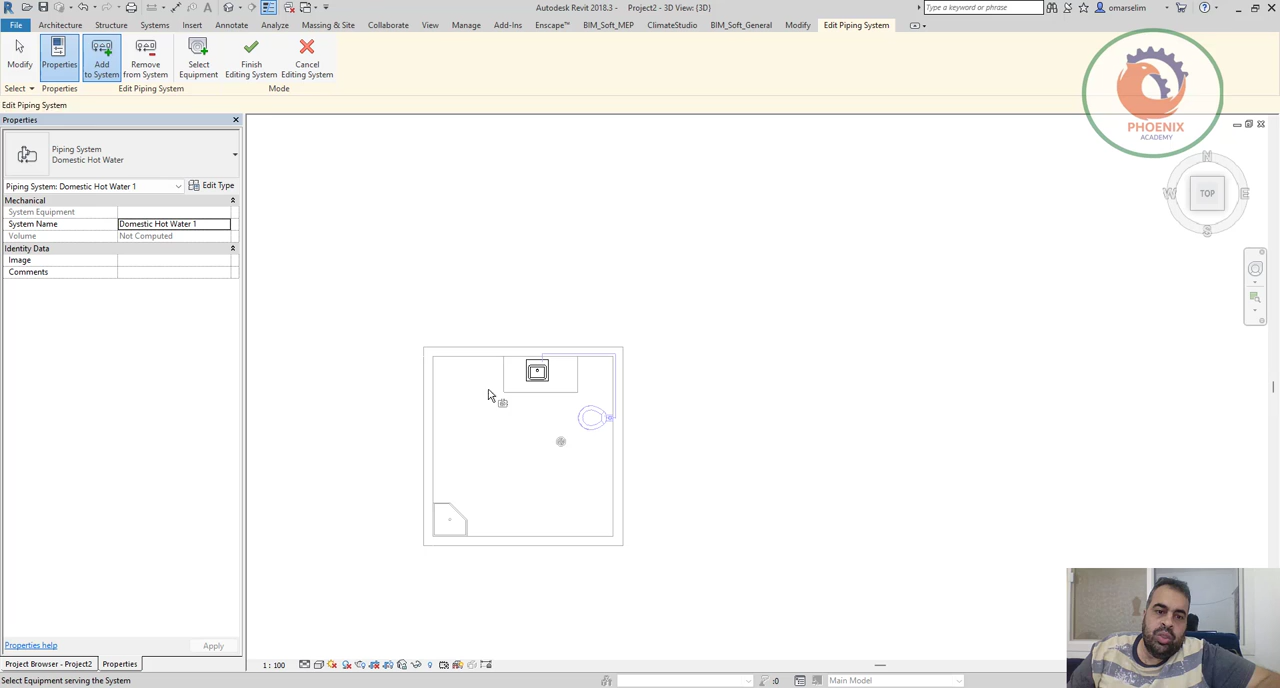 Autodesk Revit 2018.3 - Project2 - 3D View: {3D}
Type a keyword or phrase
omarselim
File
Architecture
Structure
Systems
Insert
Annotate
Analyze
Massing & Site
Collaborate
View
Manage
Add-Ins
Enscape™
BIM_Soft_MEP
ClimateStudio
BIM_Soft_General
Modify
Edit Piping System
Modify
Properties
Add
to System
Remove
from System
Select
Equipment
Finish
Editing System
Cancel
Editing System
Select
Properties
Edit Piping System
Mode
Edit Piping System
PHOENIX
ACADEMY
Properties
Piping System
Domestic Hot Water
Piping System: Domestic Hot Water 1
Edit Type
Mechanical
System Equipment
System Name
Domestic Hot Water 1
Volume
Not Computed
Identity Data
Image
Comments
N
W
TOP
E
S
Properties help
Apply
Project Browser - Project2
Properties
1 : 100
Select Equipment serving the System
:0
Main Model